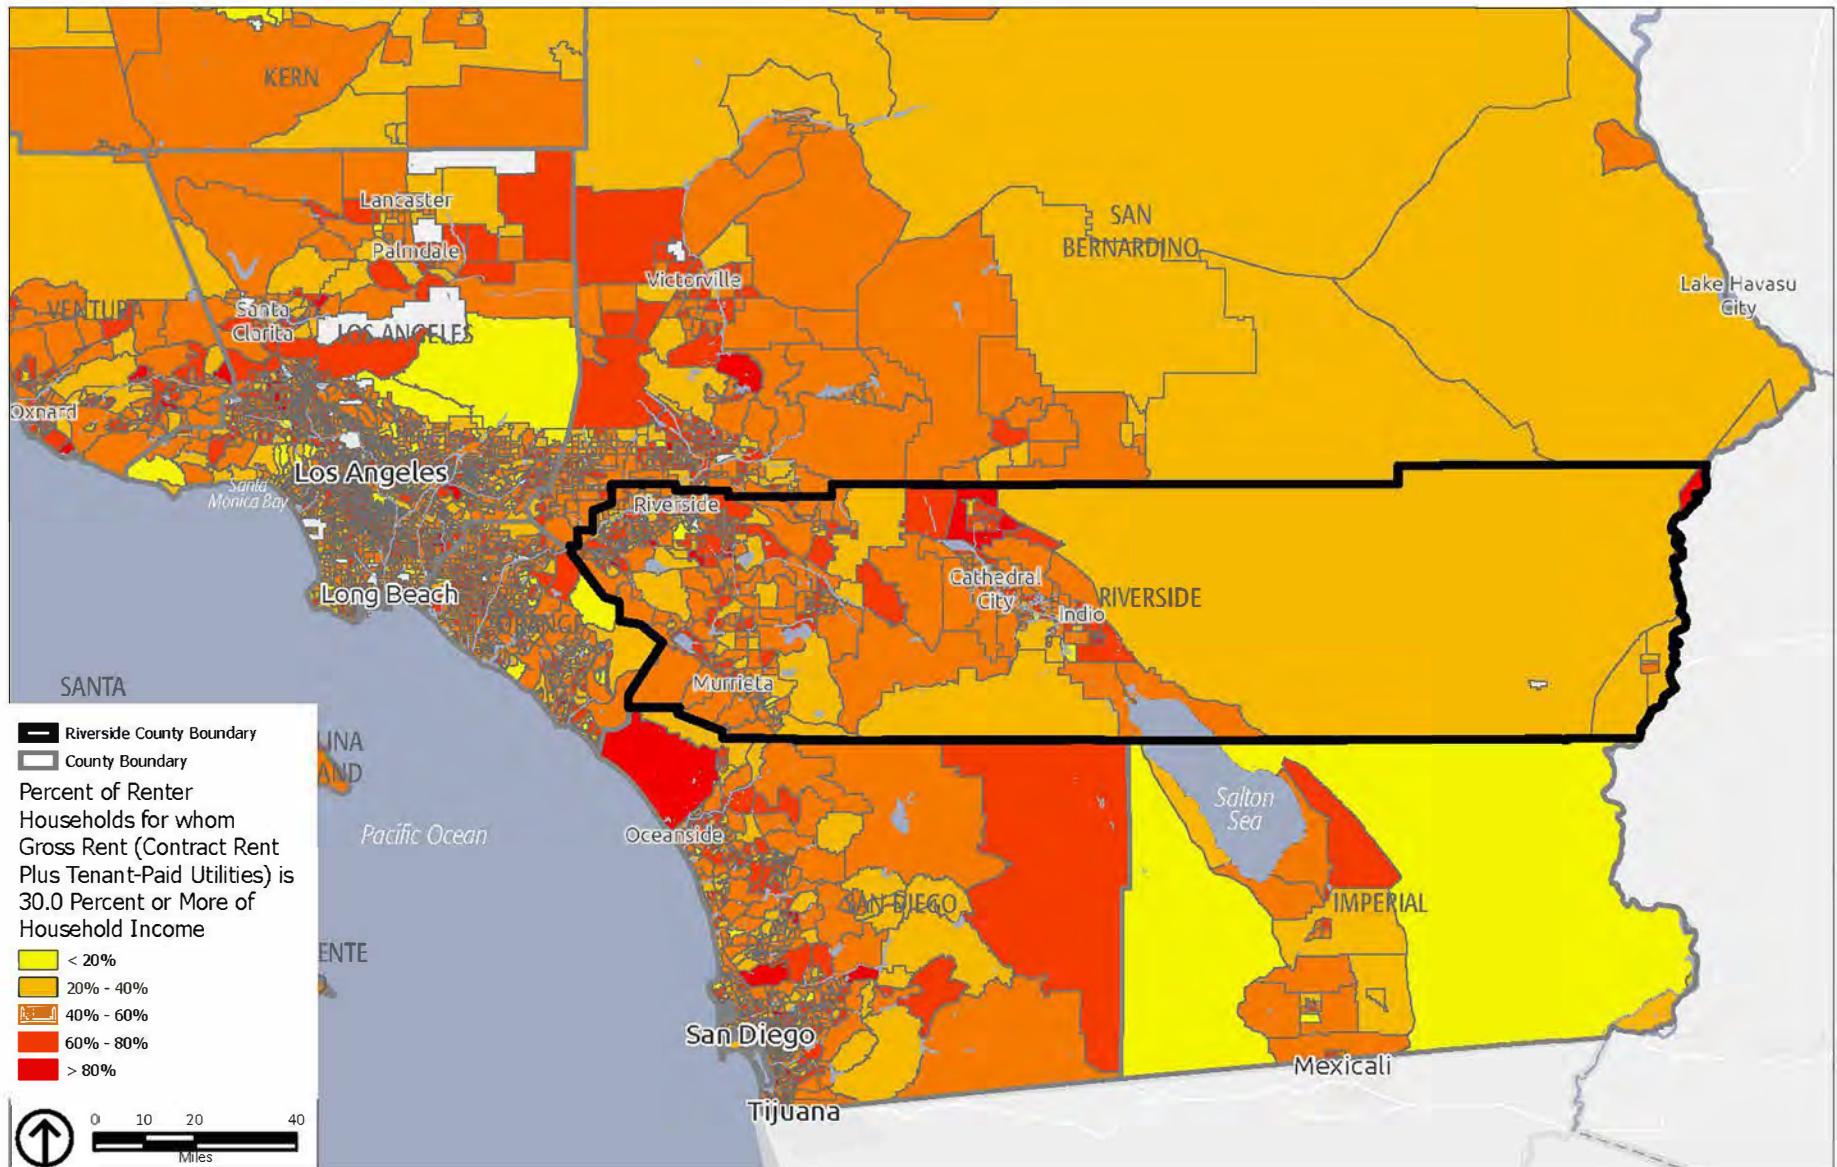 KERN
SAN
BERNARDINO
Lancaster
Palmdale
Victorville
Lake Havasu
City
VENTURA
Santa
Clarita
LOS ANGELES
Oxnard
Los Angeles
Santa
Monica Bay
Riverside
Long Beach
Cathedral
City
Indio
RIVERSIDE
Murrieta
SANTA
INA
AND
Pacific Ocean
Oceanside
Salton
Sea
SAN DIEGO
IMPERIAL
ENTE
San Diego
Mexicali
Tijuana
Riverside County Boundary
County Boundary
Percent of Renter
Households for whom
Gross Rent (Contract Rent
Plus Tenant-Paid Utilities) is
30.0 Percent or More of
Household Income
< 20%
20% - 40%
40% - 60%
60% - 80%
> 80%
0 10 20 40
Miles